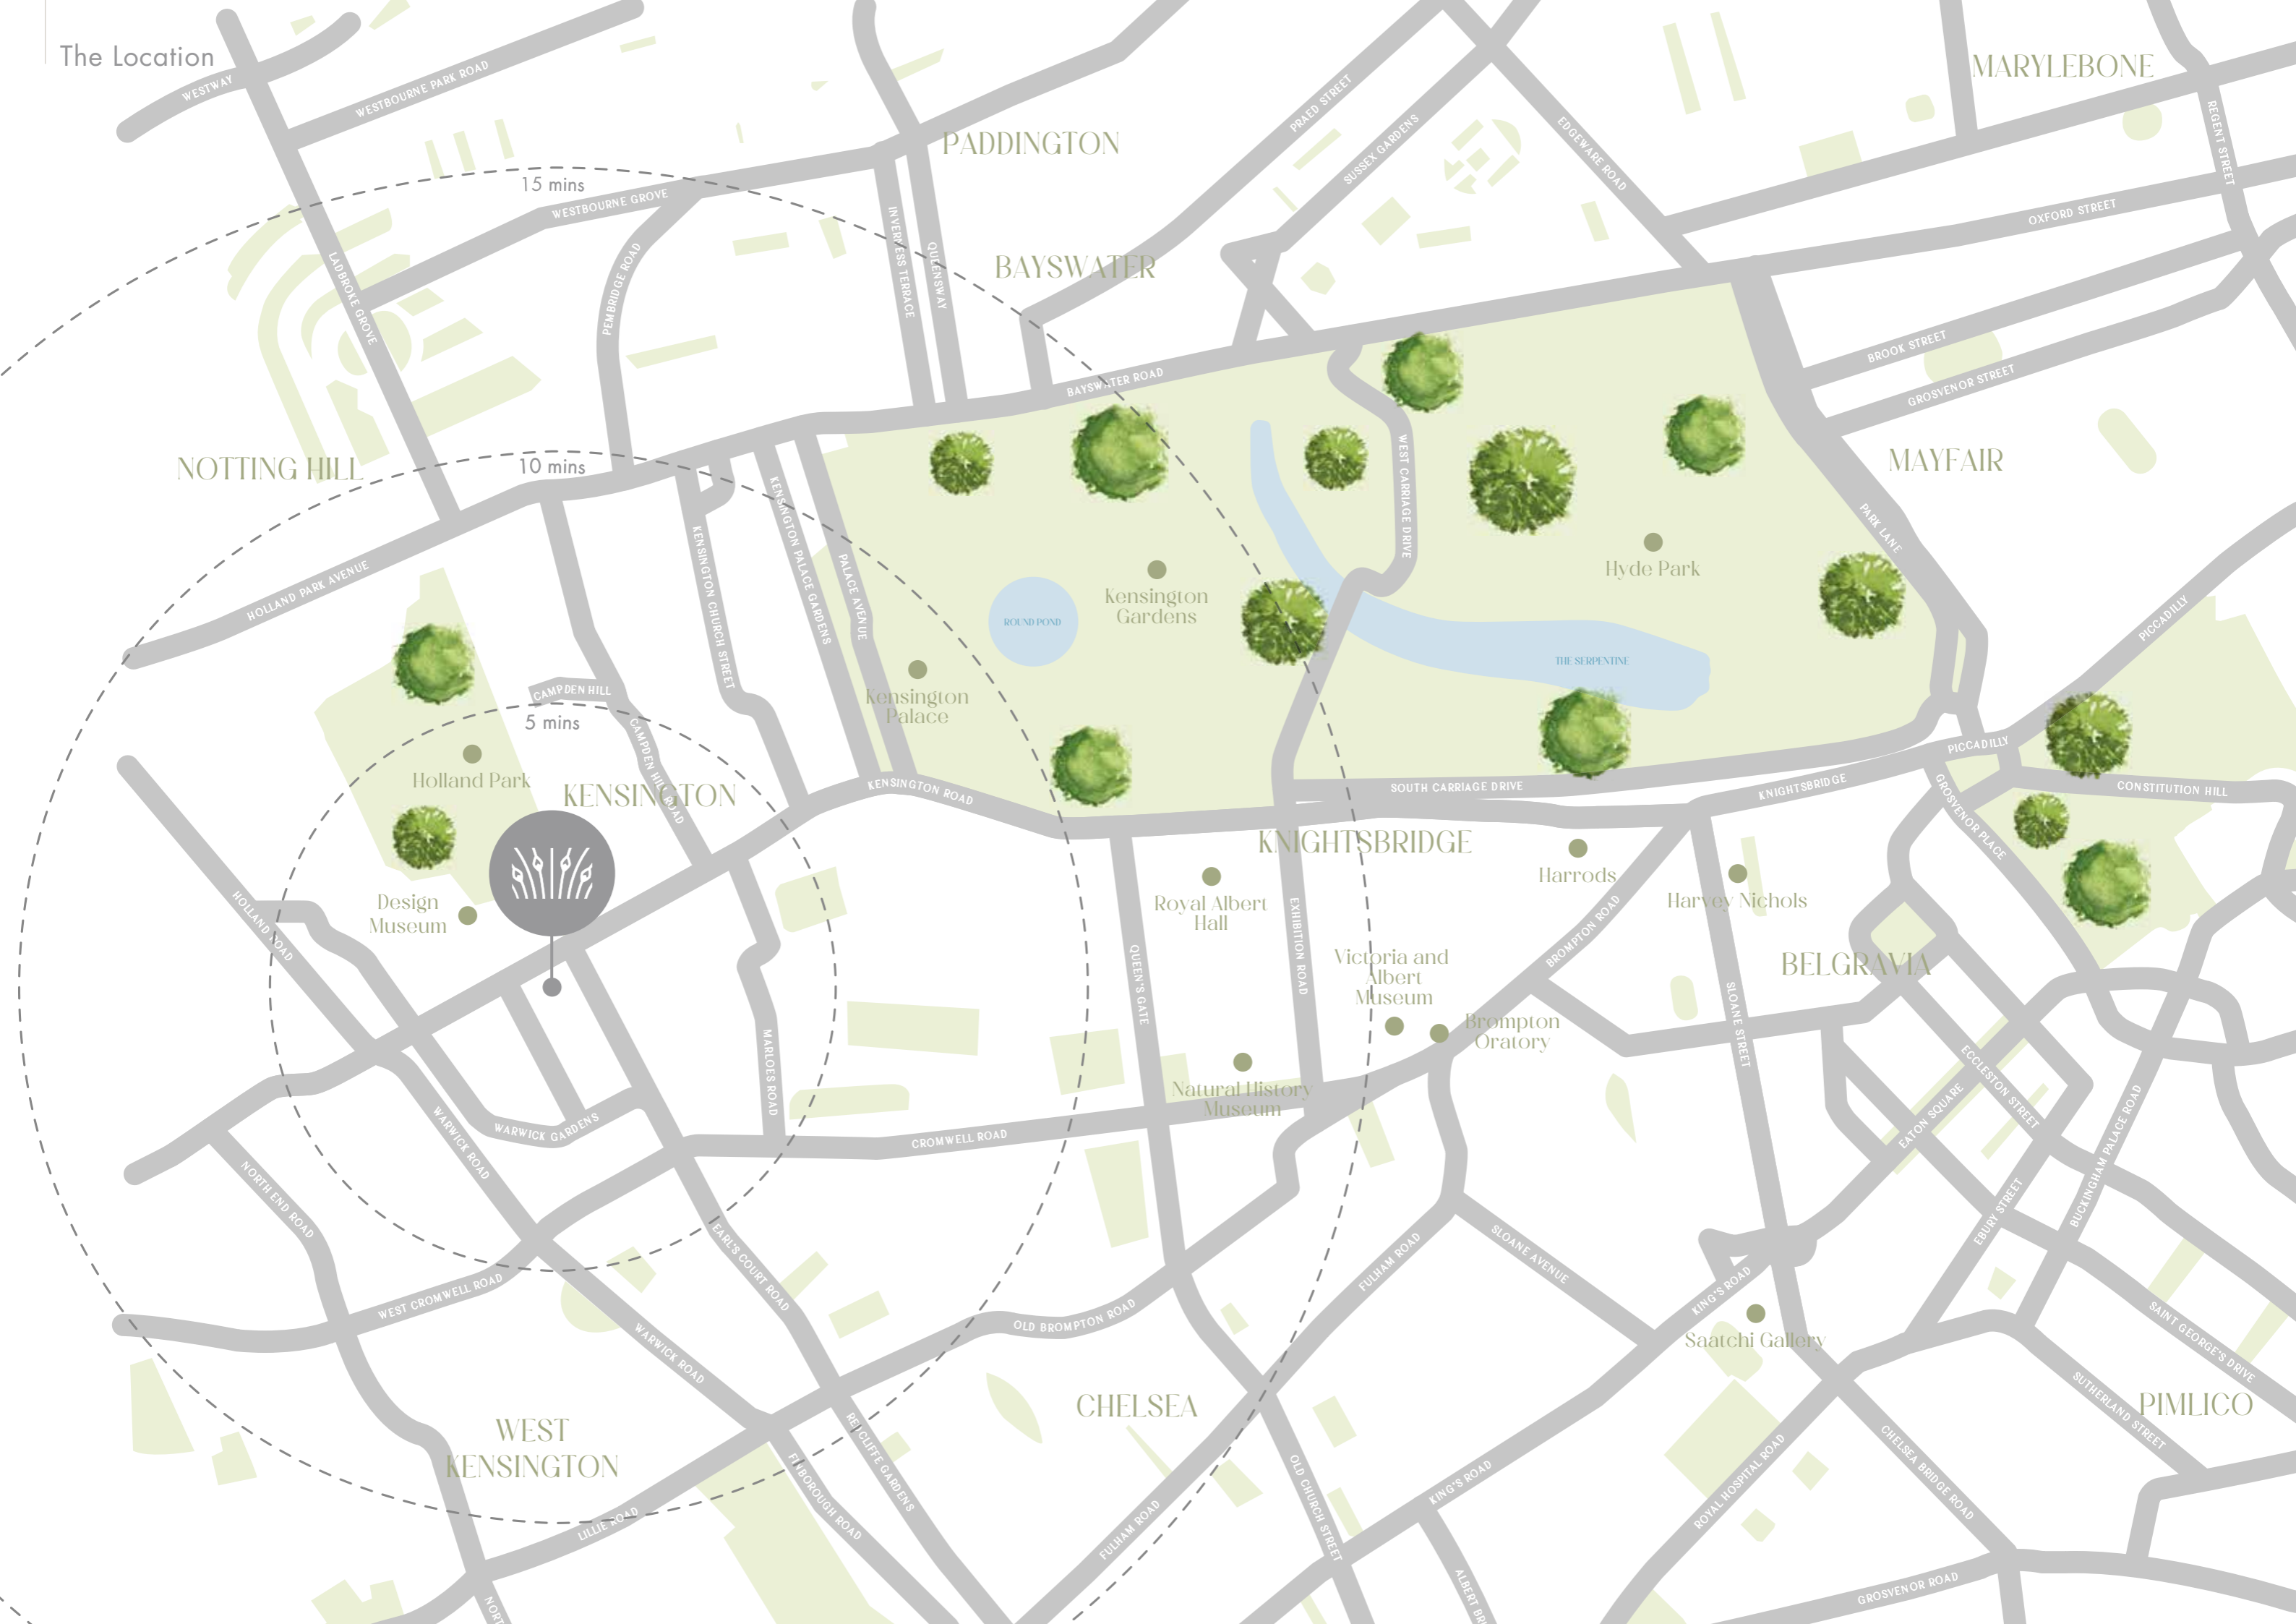 The Location
WESTWAY
WESTBOURNE PARK ROAD
MARYLEBONE
PRAED STREET
SUSSEX GARDENS
EDGEWARE ROAD
REGENT STREET
PADDINGTON
15 mins
WESTBOURNE GROVE
OXFORD STREET
LADBROKE GROVE
PEMBRIDGE ROAD
INVERNESS TERRACE
QUEENSWAY
BAYSWATER
BROOK STREET
GROSVENOR STREET
BAYSWATER ROAD
NOTTING HILL
10 mins
MAYFAIR
WEST CARRIAGE DRIVE
PARK LANE
HOLLAND PARK AVENUE
KENSINGTON CHURCH STREET
KENSINGTON PALACE GARDENS
PALACE AVENUE
Kensington
Gardens
Hyde Park
ROUND POND
THE SERPENTINE
PICCADILLY
Kensington
Palace
CAMPDEN HILL
5 mins
CAMPDEN HILL ROAD
Holland Park
KENSINGTON
KENSINGTON ROAD
SOUTH CARRIAGE DRIVE
KNIGHTSBRIDGE
PICCADILLY
CONSTITUTION HILL
GROSVENOR PLACE
KNIGHTSBRIDGE
Harrods
Harvey Nichols
Design
Museum
Royal Albert
Hall
HOLLAND ROAD
QUEEN'S GATE
EXHIBITION ROAD
BROMPTON ROAD
Victoria and
Albert
Museum
BELGRAVIA
SLOANE STREET
Brompton
Oratory
MARLOES ROAD
Natural History
Museum
ECCLESTON STREET
EATON SQUARE
WARWICK GARDENS
WARWICK ROAD
CROMWELL ROAD
BUCKINGHAM PALACE ROAD
EBURY STREET
NORTH END ROAD
EARL'S COURT ROAD
FULHAM ROAD
SLOANE AVENUE
KING'S ROAD
WEST CROMWELL ROAD
OLD BROMPTON ROAD
WARWICK ROAD
Saatchi Gallery
SAINT GEORGE'S DRIVE
SUTHERLAND STREET
PIMLICO
CHELSEA
WEST
KENSINGTON
REDCLIFFE GARDENS
FINBOROUGH ROAD
LILLIE ROAD
FULHAM ROAD
OLD CHURCH STREET
KING'S ROAD
ROYAL HOSPITAL ROAD
CHELSEA BRIDGE ROAD
ALBERT BRI
GROSVENOR ROAD
NORT